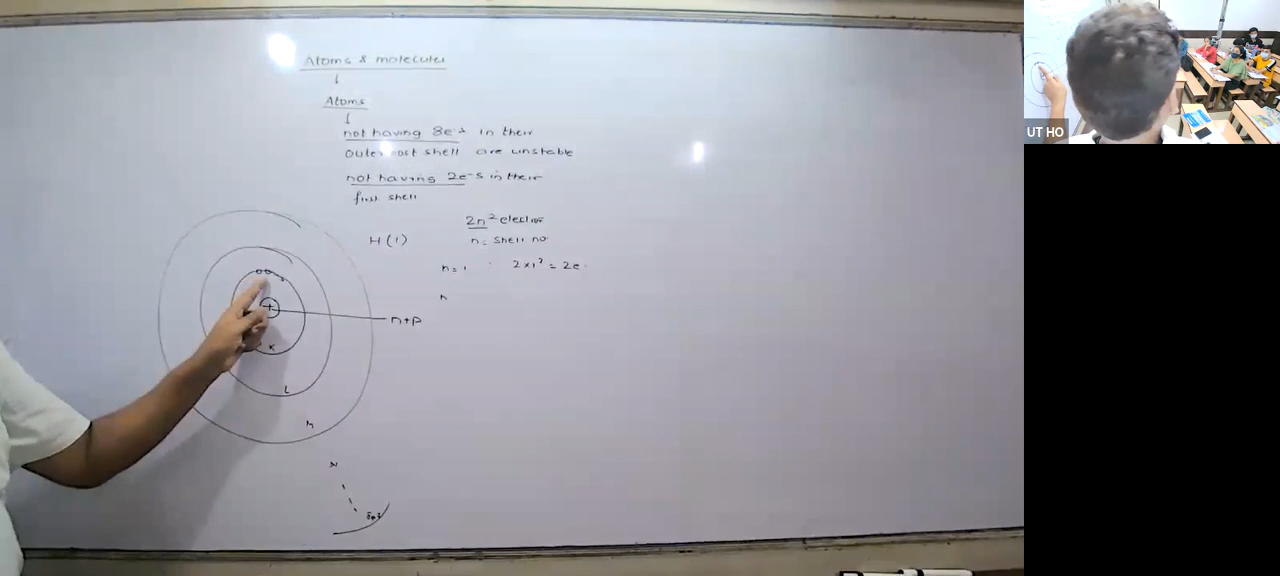 Atoms & molecules
Atoms
not having 8e-s in their
outermost shell are unstable
not having 2e-s in their
first shell
2n² electron
H(1)
n = shell no.
n = 1 2×1² = 2e-
n
+
n+p
K
L
M
N
UT HO